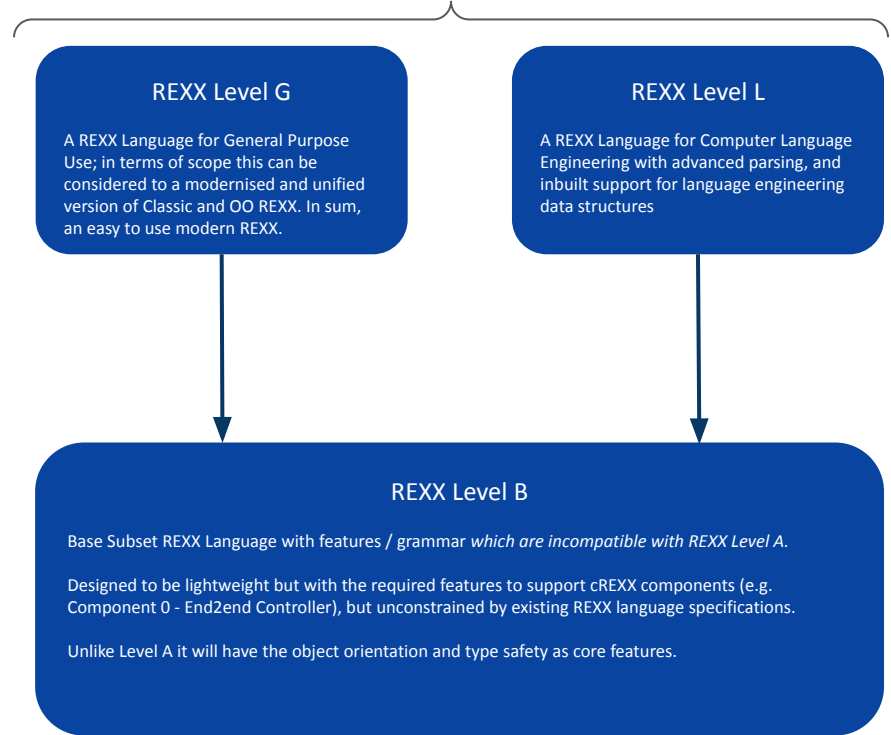 REXX Level G
A REXX Language for General Purpose
Use; in terms of scope this can be
considered to a modernised and unified
version of Classic and OO REXX. In sum,
an easy to use modern REXX.
REXX Level L
A REXX Language for Computer Language
Engineering with advanced parsing, and
inbuilt support for language engineering
data structures
REXX Level B
Base Subset REXX Language with features / grammar which are incompatible with REXX Level A.
Designed to be lightweight but with the required features to support cREXX components (e.g.
Component 0 - End2end Controller), but unconstrained by existing REXX language specifications.
Unlike Level A it will have the object orientation and type safety as core features.